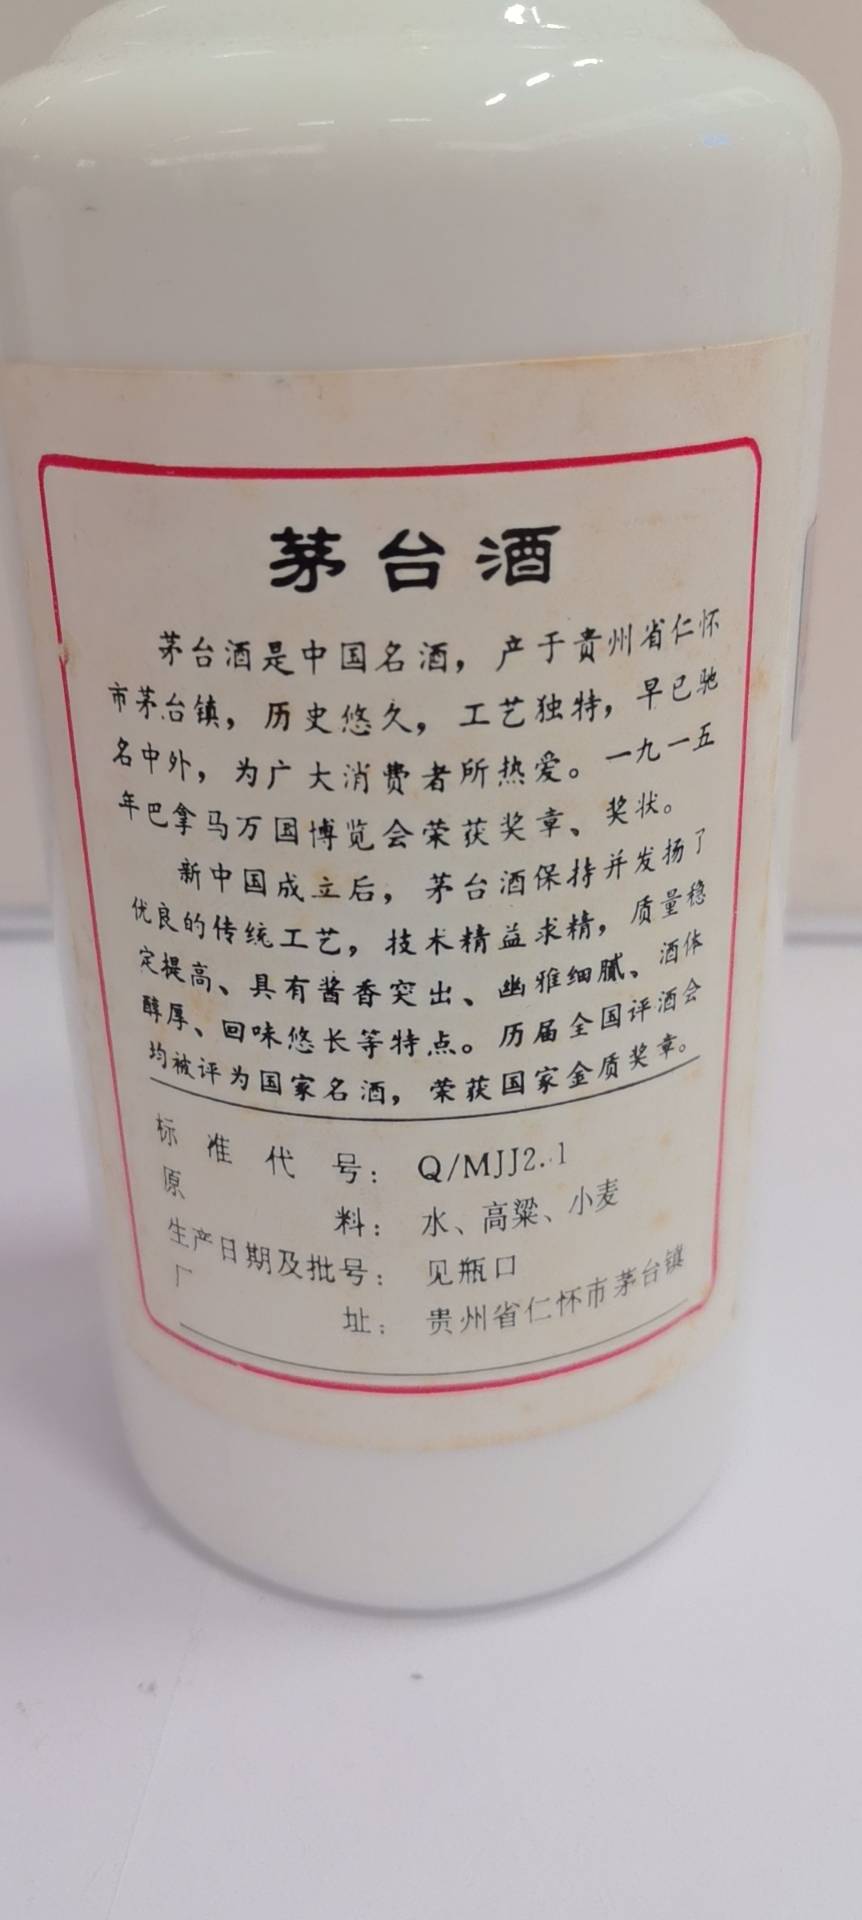 茅台酒
茅台酒是中国名酒，产于贵州省仁怀
市茅台镇，历史悠久，工艺独特，早已驰
名中外，为广大消费者所热爱。一九一五
年巴拿马万国博览会荣获奖章、奖状。
新中国成立后，茅台酒保持并发扬了
优良的传统工艺，技术精益求精，质量稳
定提高、具有酱香突出、幽雅细腻、酒体
醇厚、回味悠长等特点。历届全国评酒会
均被评为国家名酒，荣获国家金质奖章。
标准代号：Q/MJJ2.1
原料：水、高粱、小麦
生产日期及批号：见瓶口
厂址：贵州省仁怀市茅台镇